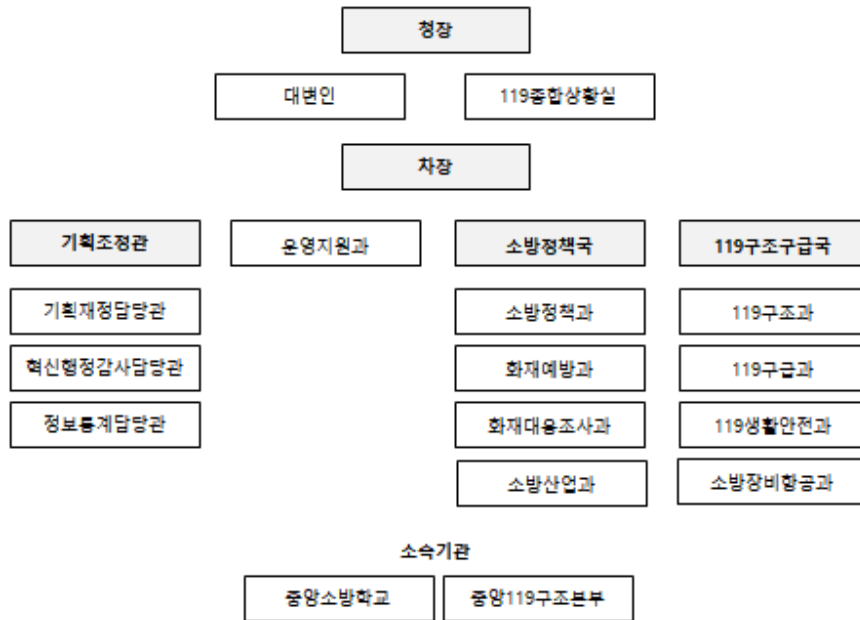 청장
대변인
119종합상황실
차장
기획조정관
운영지원과
소방정책국
119구조구급국
기획재정담당관
소방정책과
119구조과
혁신행정감사담당관
화재예방과
119구급과
정보통계담당관
화재대응조사과
119생활안전과
소방산업과
소방장비항공과
소속기관
중앙소방학교
중앙119구조본부